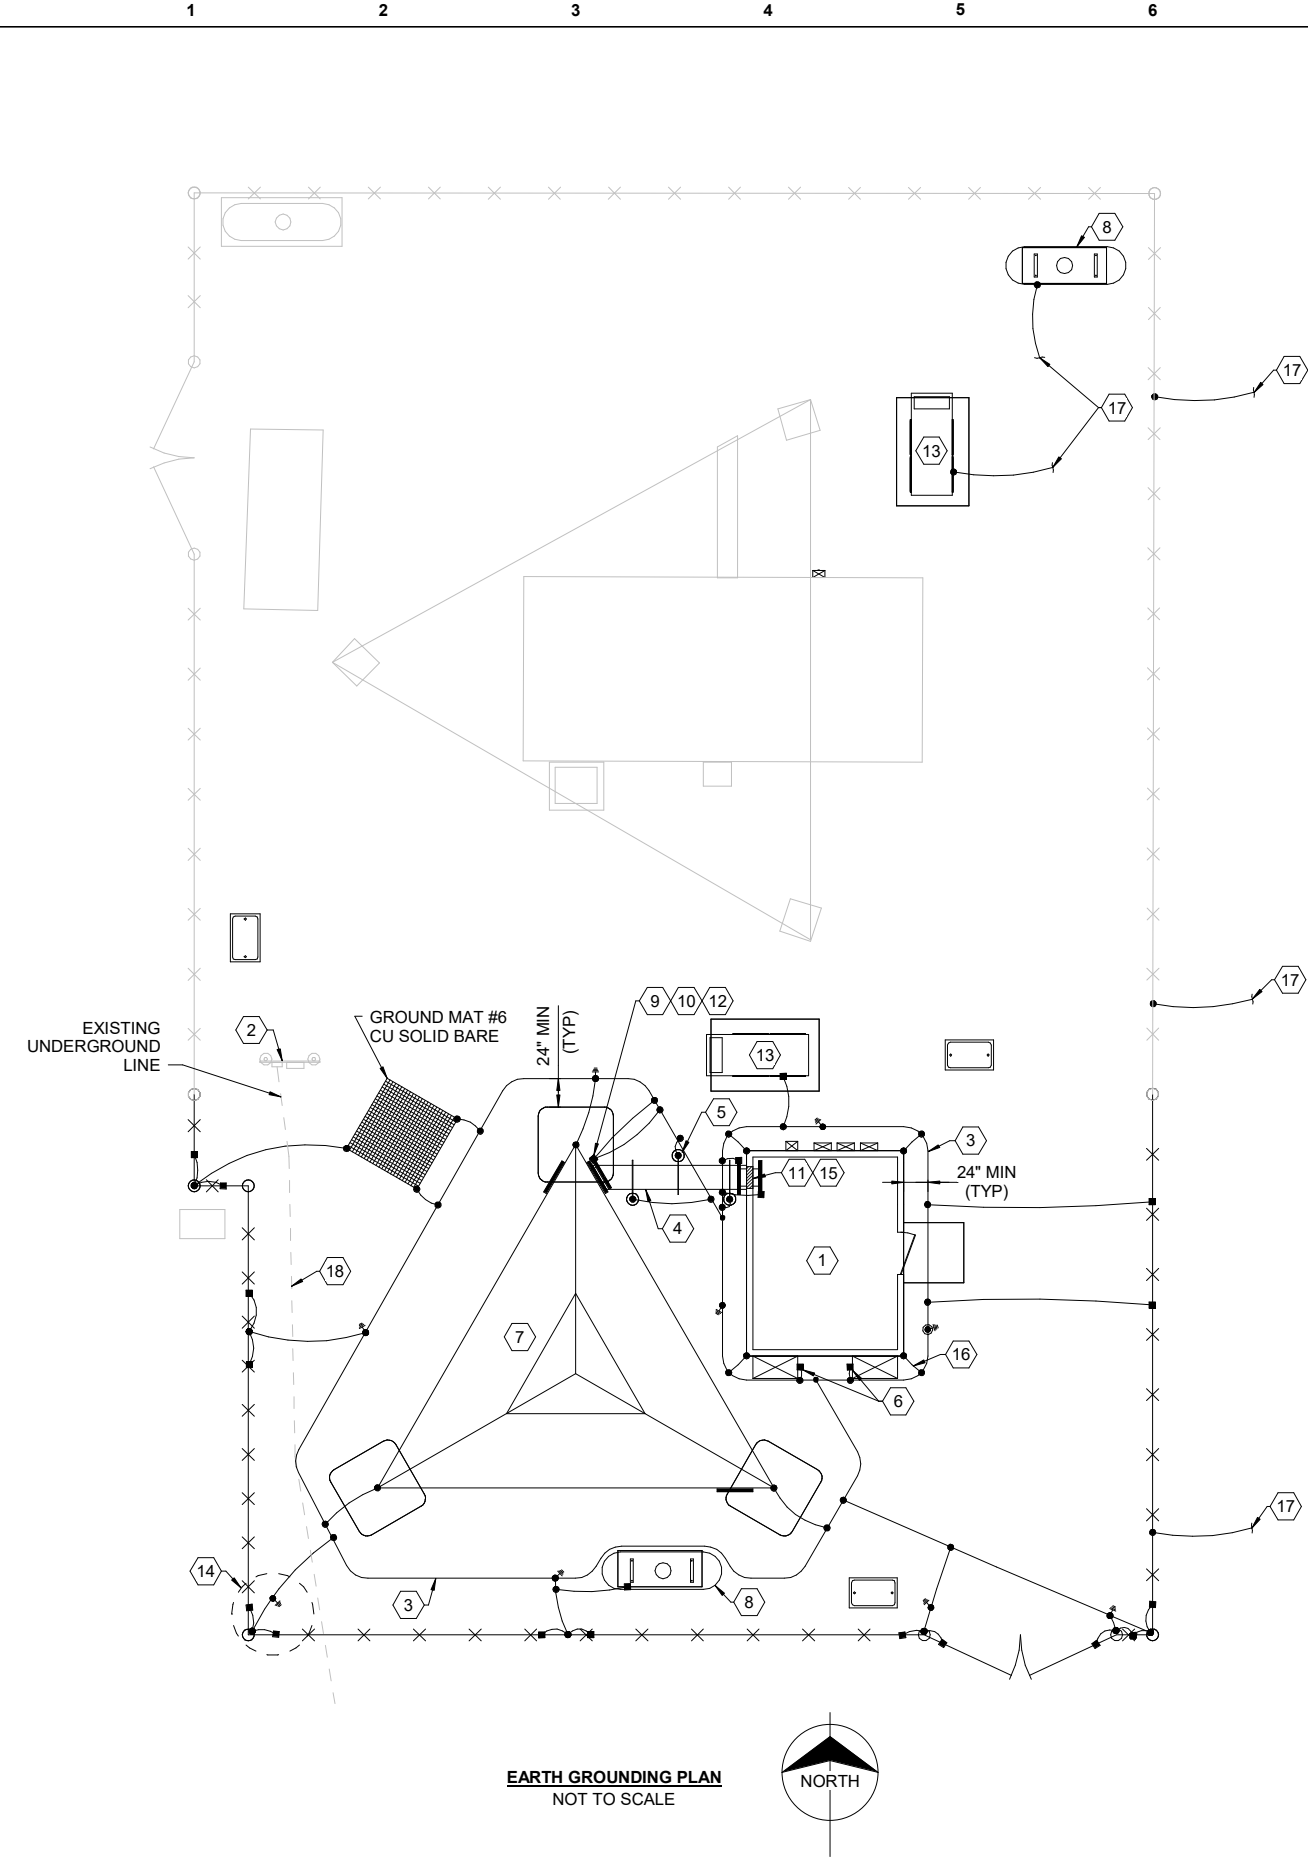 1 2 3 4 5 6
8
17
17
13
9 10 12
17
EXISTING
UNDERGROUND
LINE
2
GROUND MAT #6
CU SOLID BARE
24" MIN
(TYP)
13
5
3
24" MIN
(TYP)
11 15
4
1
18
7
16
6
17
14
3
8
EARTH GROUNDING PLAN
NOT TO SCALE
NORTH